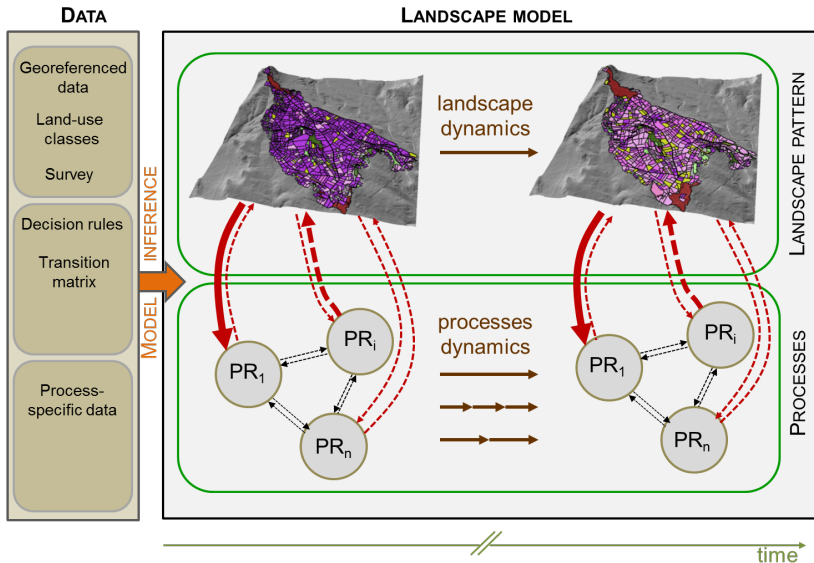 DATA
LANDSCAPE MODEL
Georeferenced
data
Land-use
classes
Survey
Decision rules
Transition
matrix
Process-
specific data
MODEL INFERENCE
landscape
dynamics
LANDSCAPE PATTERN
processes
dynamics
PR1
PRi
PRn
PR1
PRi
PRn
PROCESSES
time